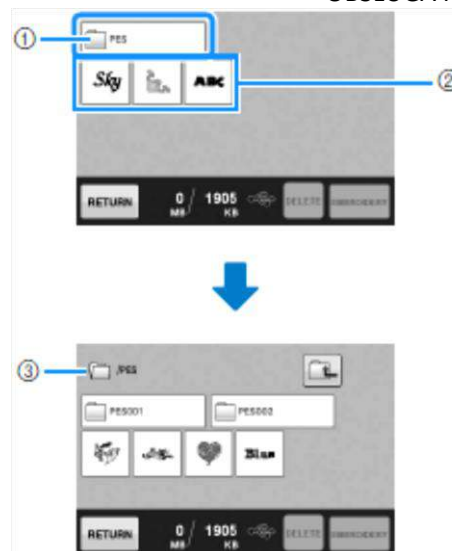 ①
PES
Sky
ABC
②
RETURN 0 MB / 1905 KB DELETE EMBROIDERY
③
/PES
PES001 PES002
Blue
RETURN 0 MB / 1905 KB DELETE EMBROIDERY